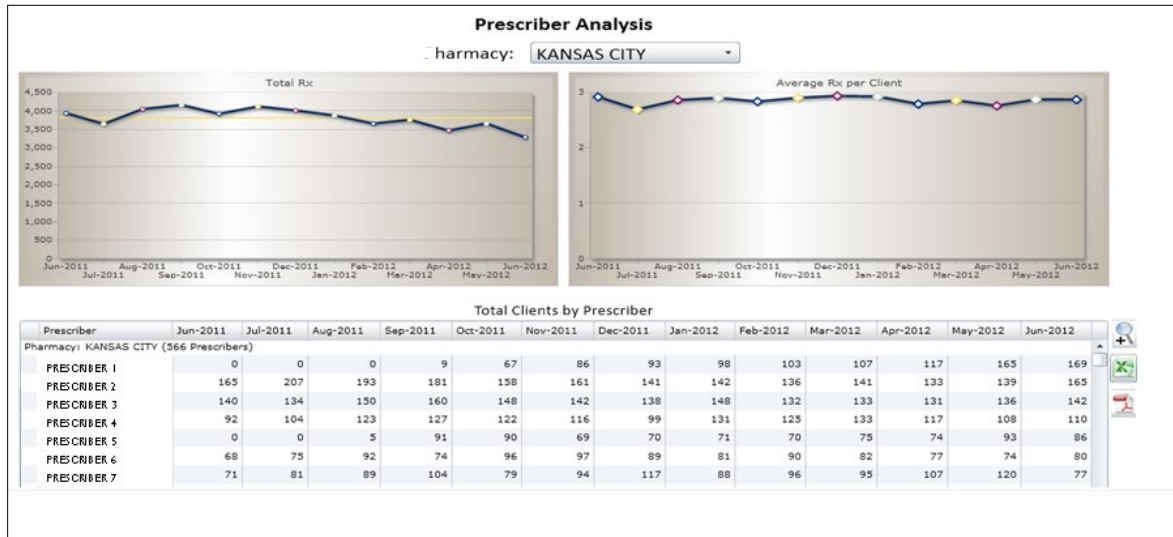 Prescriber Analysis
harmacy: KANSAS CITY
Total Rx
4,500
4,000
3,500
3,000
2,500
2,000
1,500
1,000
500
0
Jun-2011 Jul-2011 Aug-2011 Sep-2011 Oct-2011 Nov-2011 Dec-2011 Jan-2012 Feb-2012 Mar-2012 Apr-2012 May-2012 Jun-2012
Average Rx per Client
3
2
1
0
Jun-2011 Jul-2011 Aug-2011 Sep-2011 Oct-2011 Nov-2011 Dec-2011 Jan-2012 Feb-2012 Mar-2012 Apr-2012 May-2012 Jun-2012
Total Clients by Prescriber
Prescriber Jun-2011 Jul-2011 Aug-2011 Sep-2011 Oct-2011 Nov-2011 Dec-2011 Jan-2012 Feb-2012 Mar-2012 Apr-2012 May-2012 Jun-2012
Pharmacy: KANSAS CITY (566 Prescribers)
PRESCRIBER 1 0 0 0 9 67 86 93 98 103 107 117 165 169
PRESCRIBER 2 165 207 193 181 158 161 141 142 136 141 133 139 165
PRESCRIBER 3 140 134 150 160 148 142 138 148 132 133 131 136 142
PRESCRIBER 4 92 104 123 127 122 116 99 131 125 133 117 108 110
PRESCRIBER 5 0 0 5 91 90 69 70 71 70 75 74 93 86
PRESCRIBER 6 68 75 92 74 96 97 89 81 90 82 77 74 80
PRESCRIBER 7 71 81 89 104 79 94 117 88 96 95 107 120 77